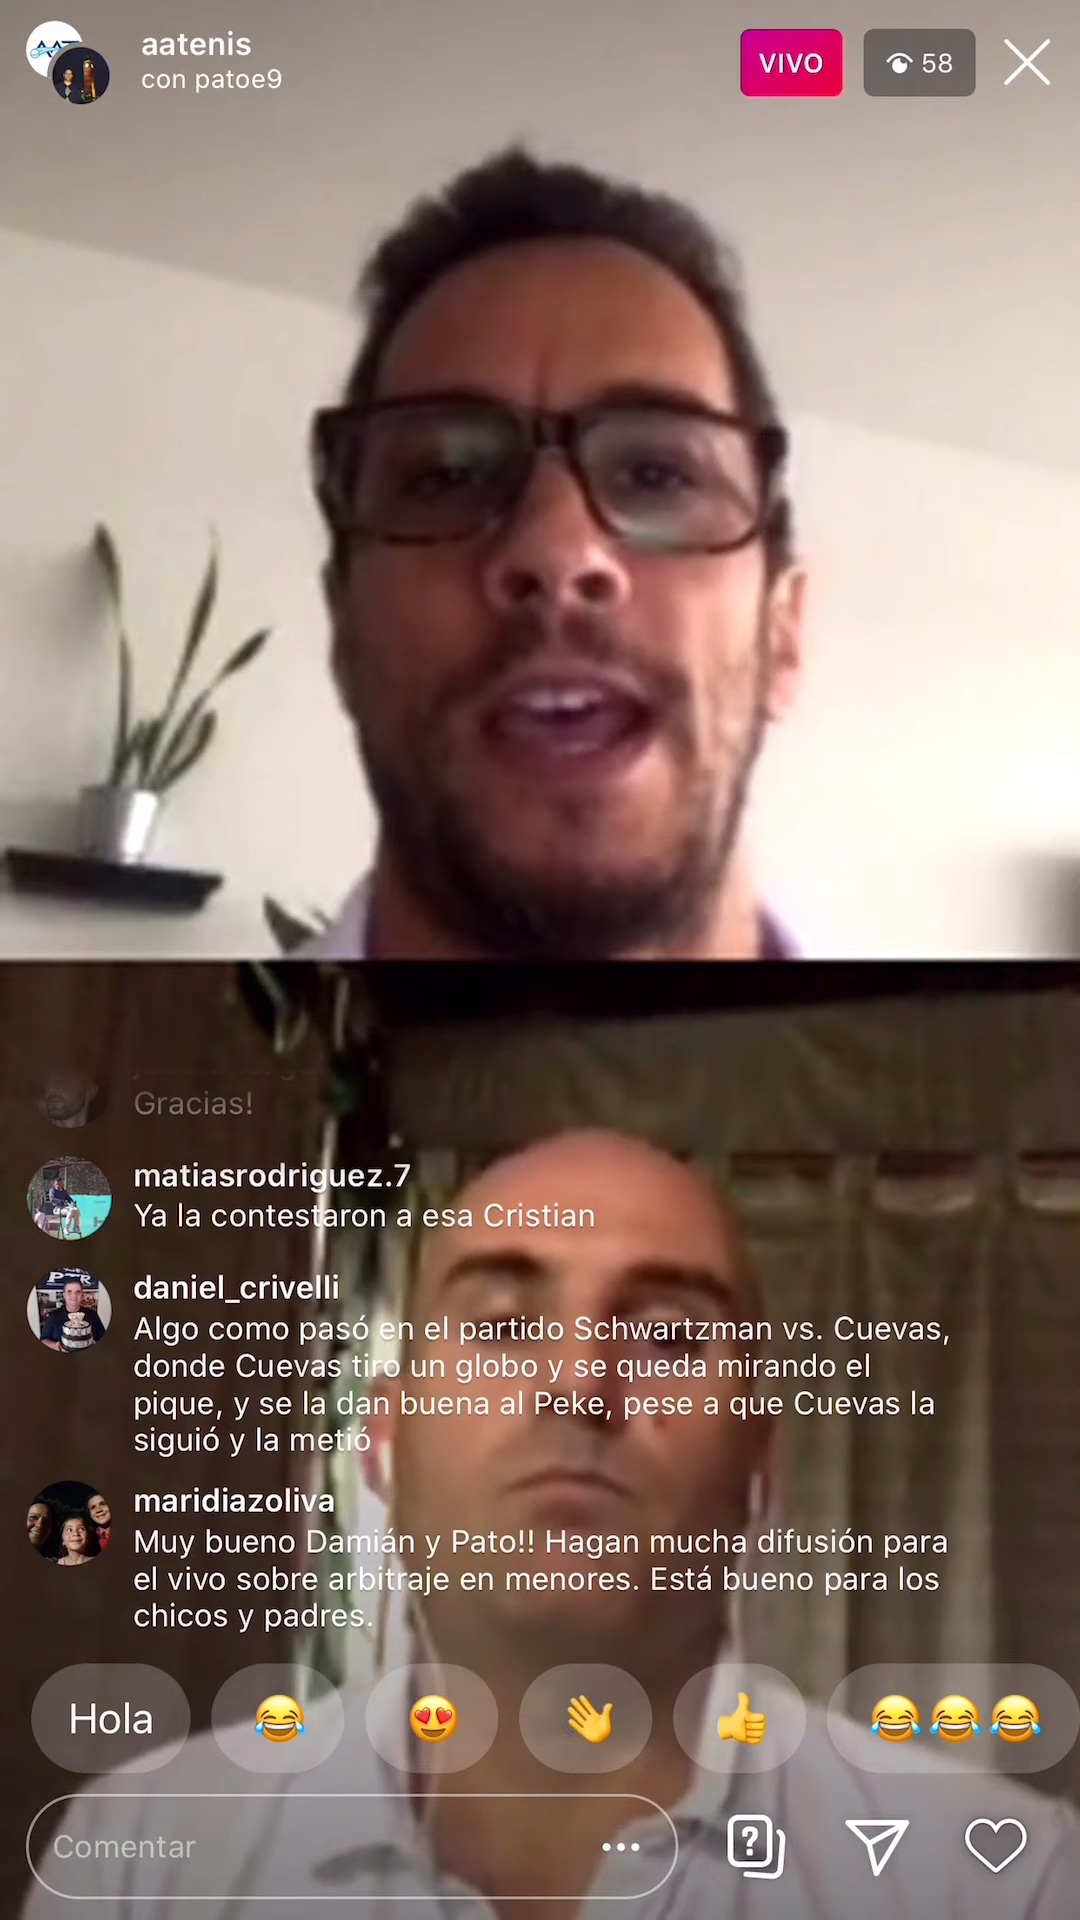 aatenis
con patoe9
VIVO
58
Gracias!
matiasrodriguez.7
Ya la contestaron a esa Cristian
daniel_crivelli
Algo como pasó en el partido Schwartzman vs. Cuevas,
donde Cuevas tiro un globo y se queda mirando el
pique, y se la dan buena al Peke, pese a que Cuevas la
siguió y la metió
maridiazoliva
Muy bueno Damián y Pato!! Hagan mucha difusión para
el vivo sobre arbitraje en menores. Está bueno para los
chicos y padres.
Hola 😂 😍 👋 👍 😂😂😂
Comentar